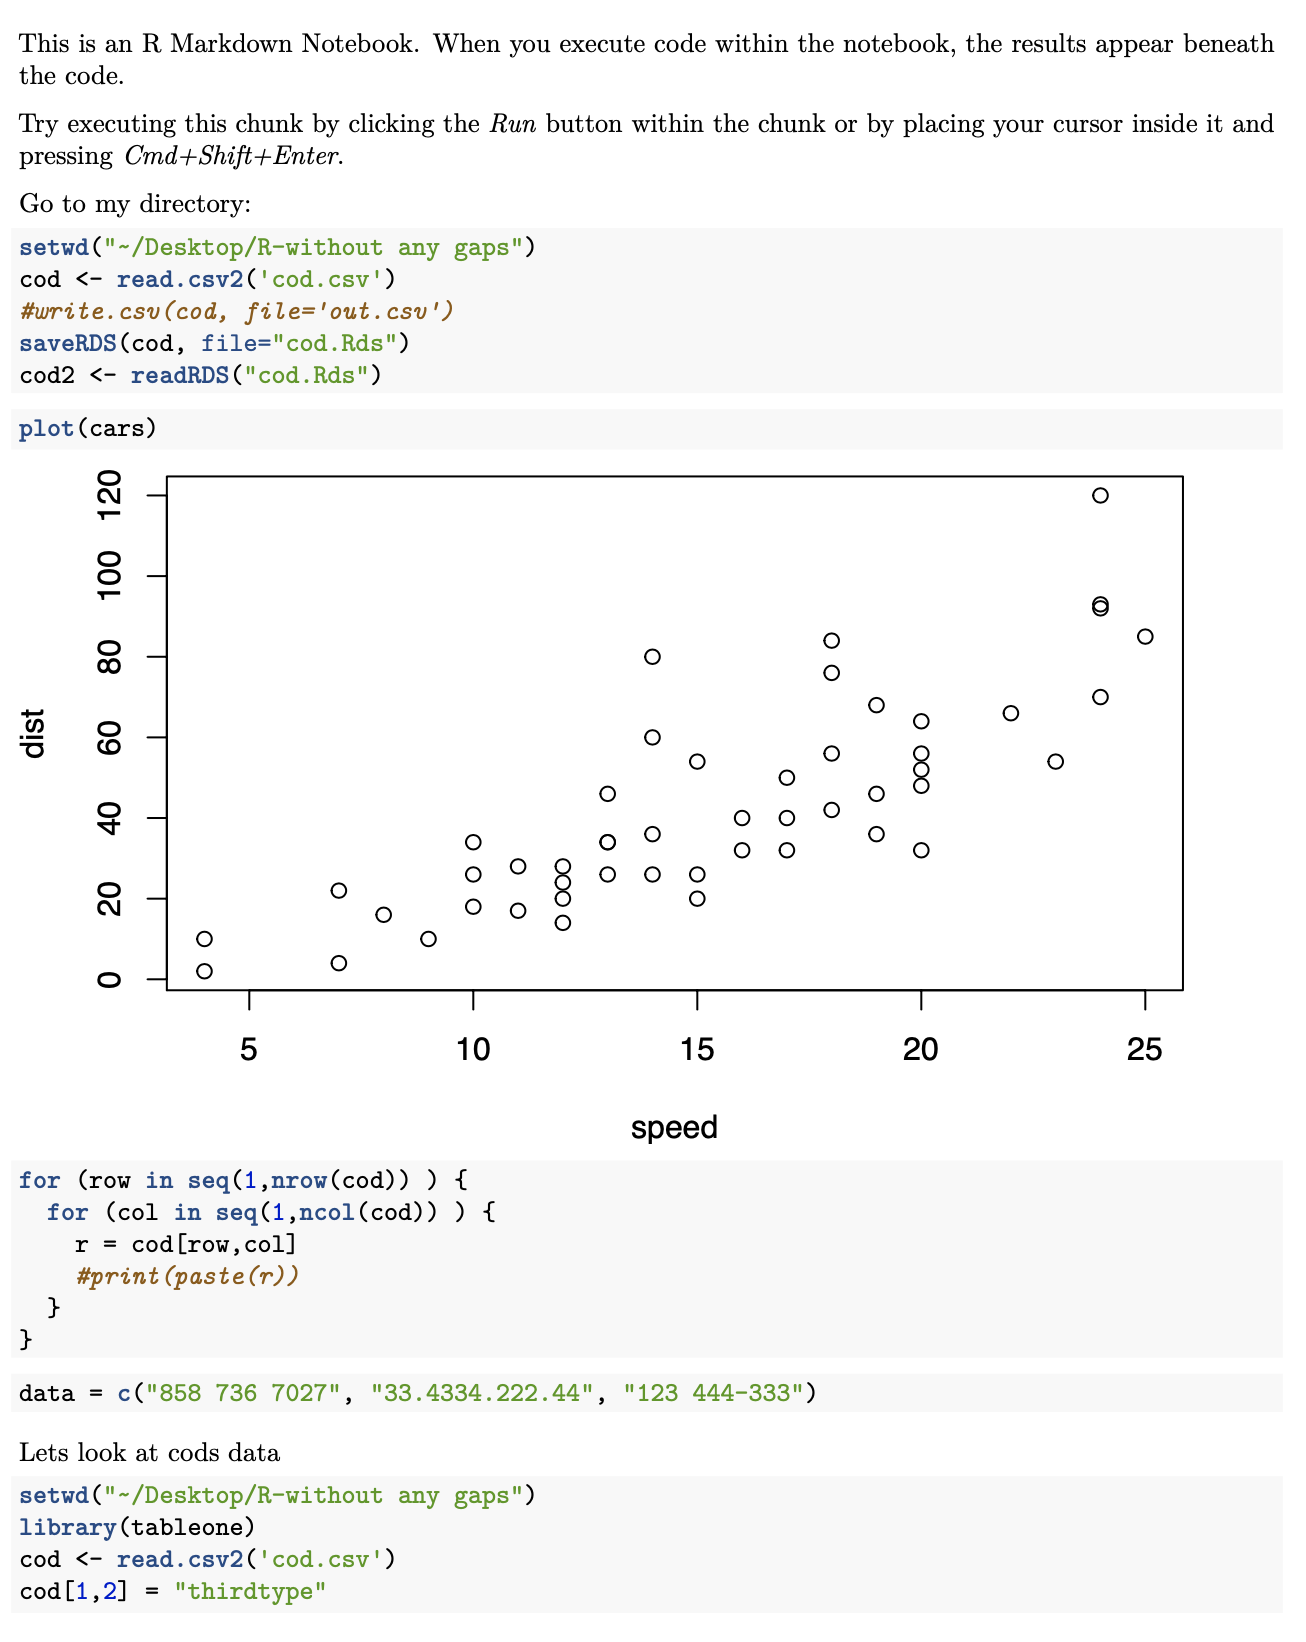 This is an R Markdown Notebook. When you execute code within the notebook, the results appear beneath
the code.
Try executing this chunk by clicking the Run button within the chunk or by placing your cursor inside it and
pressing Cmd+Shift+Enter.
Go to my directory:
setwd("~/Desktop/R-without any gaps")
cod <- read.csv2('cod.csv')
#write.csv(cod, file='out.csv')
saveRDS(cod, file="cod.Rds")
cod2 <- readRDS("cod.Rds")
plot(cars)
120
100
80
60
40
20
0
dist
5 10 15 20 25
speed
for (row in seq(1,nrow(cod)) ) {
  for (col in seq(1,ncol(cod)) ) {
    r = cod[row,col]
    #print(paste(r))
  }
}
data = c("858 736 7027", "33.4334.222.44", "123 444-333")
Lets look at cods data
setwd("~/Desktop/R-without any gaps")
library(tableone)
cod <- read.csv2('cod.csv')
cod[1,2] = "thirdtype"